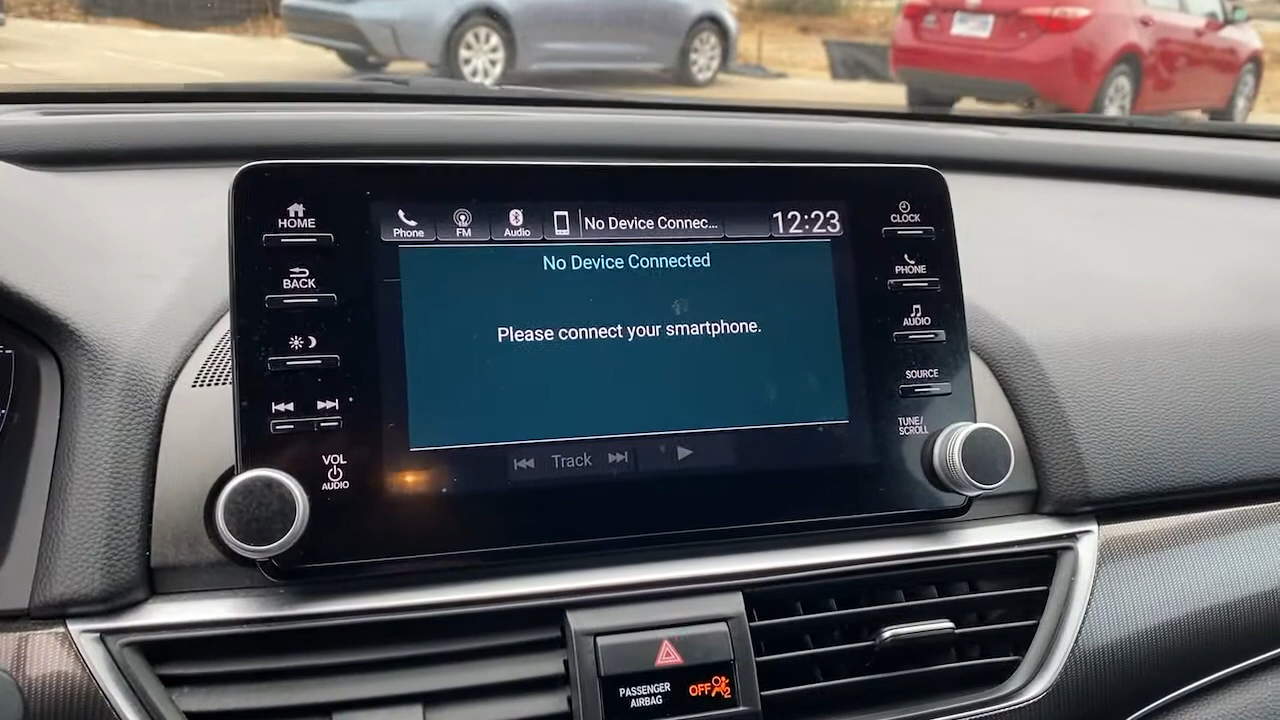 HOME
BACK
VOL
AUDIO
Phone
FM
Audio
No Device Connec...
12:23
No Device Connected
Please connect your smartphone.
Track
CLOCK
PHONE
AUDIO
SOURCE
TUNE/
SCROLL
PASSENGER
AIRBAG
OFF
2